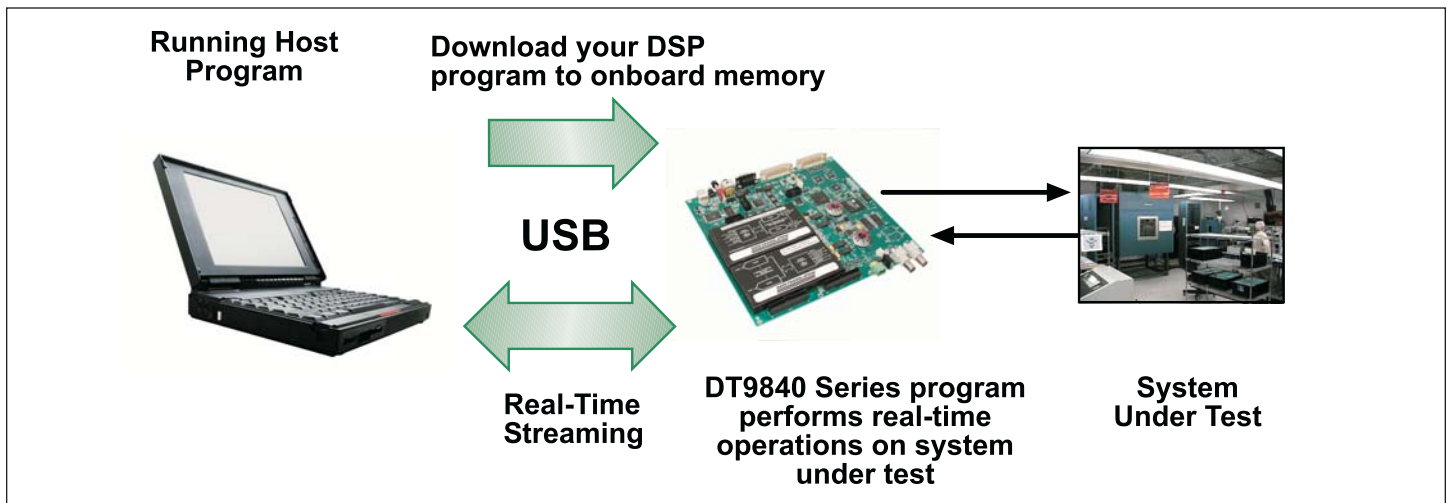 Running Host
Program
Download your DSP
program to onboard memory
USB
Real-Time
Streaming
DT9840 Series program
performs real-time
operations on system
under test
System
Under Test